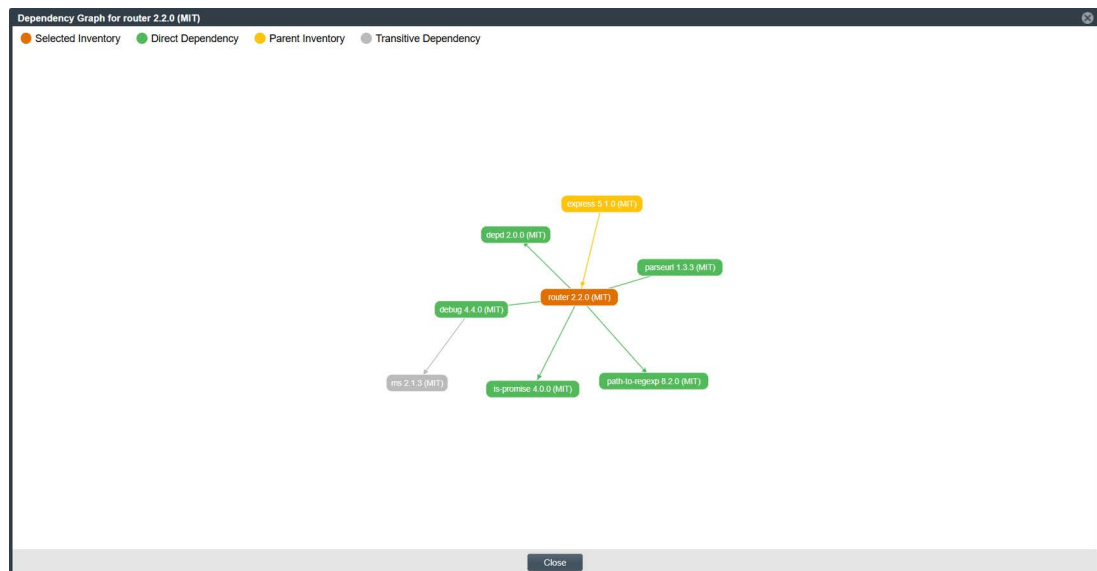 Dependency Graph for router 2.2.0 (MIT)
Selected Inventory Direct Dependency Parent Inventory Transitive Dependency
express 5.1.0 (MIT)
depd 2.0.0 (MIT)
parseurl 1.3.3 (MIT)
router 2.2.0 (MIT)
debug 4.4.0 (MIT)
ms 2.1.3 (MIT)
is-promise 4.0.0 (MIT)
path-to-regexp 8.2.0 (MIT)
Close